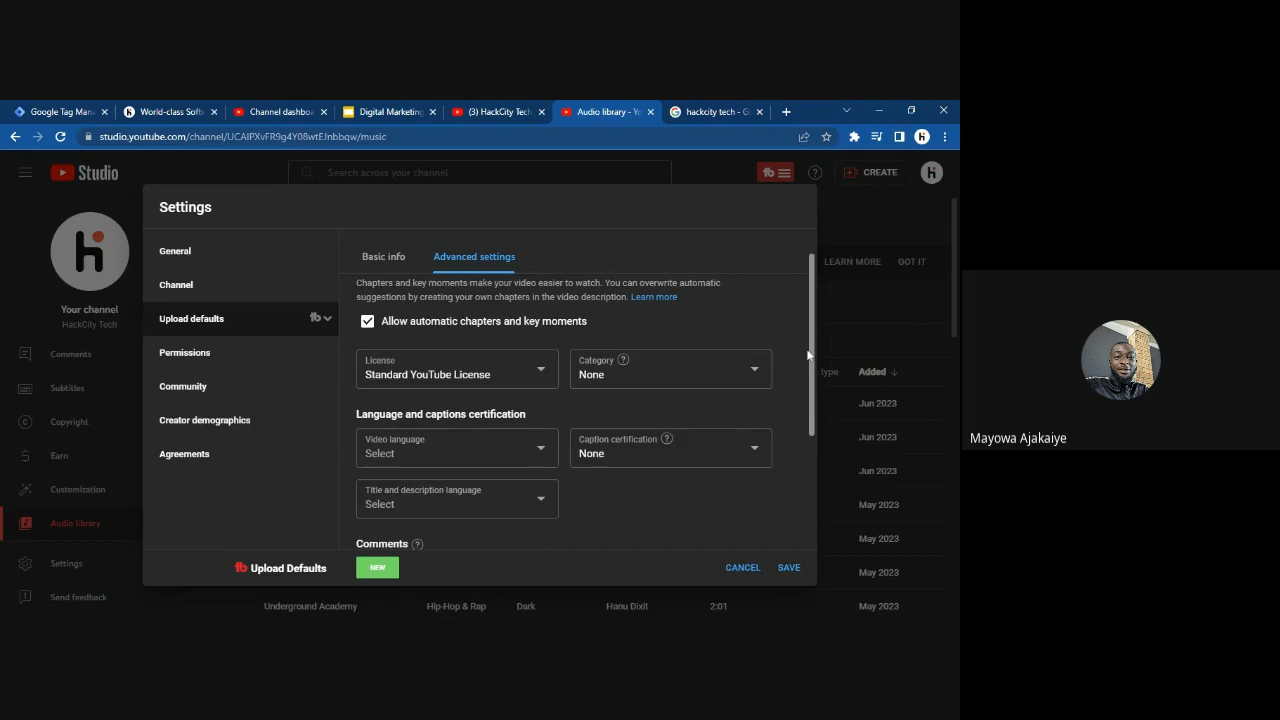 Google Tag Mana
World-class Softw
Channel dashboa
Digital Marketing
(3) HackCity Tech
Audio library - Yo
hackcity tech - Go
studio.youtube.com/channel/UCAIPXvFR9g4Y08wtEJnbbqw/music
Studio
Search across your channel
CREATE
Settings
General
Channel
Upload defaults
Permissions
Community
Creator demographics
Agreements
Basic info
Advanced settings
Chapters and key moments make your video easier to watch. You can overwrite automatic
suggestions by creating your own chapters in the video description. Learn more
Allow automatic chapters and key moments
License
Standard YouTube License
Category
None
Language and captions certification
Video language
Select
Caption certification
None
Title and description language
Select
Comments
Upload Defaults
NEW
CANCEL
SAVE
Your channel
HackCity Tech
Comments
Subtitles
Copyright
Earn
Customization
Audio library
Settings
Send feedback
LEARN MORE
GOT IT
type
Added
Jun 2023
Jun 2023
Jun 2023
May 2023
May 2023
May 2023
Underground Academy
Hip-Hop & Rap
Dark
Hanu Dixit
2:01
May 2023
Mayowa Ajakaiye